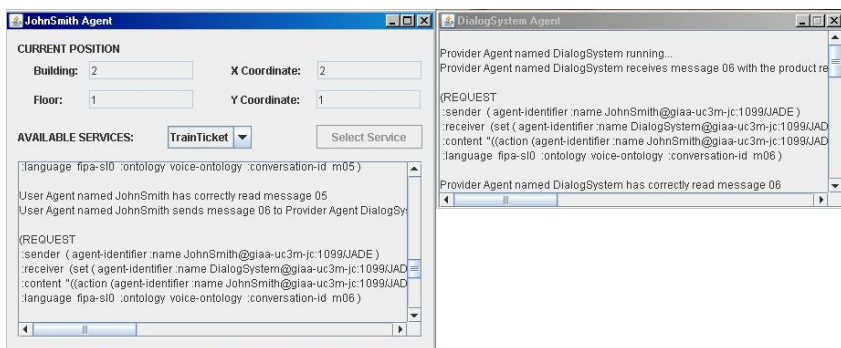 JohnSmith Agent
CURRENT POSITION
Building: 2 X Coordinate: 2
Floor: 1 Y Coordinate: 1
AVAILABLE SERVICES: TrainTicket Select Service
:language fipa-sl0 :ontology voice-ontology :conversation-id m05 )
User Agent named JohnSmith has correctly read message 05
User Agent named JohnSmith sends message 06 to Provider Agent DialogSy
(REQUEST
:sender ( agent-identifier :name JohnSmith@giaa-uc3m-jc:1099/JADE )
:receiver (set ( agent-identifier :name DialogSystem@giaa-uc3m-jc:1099/JAD
:content "((action (agent-identifier :name JohnSmith@giaa-uc3m-jc:1099/JAD
:language fipa-sl0 :ontology voice-ontology :conversation-id m06 )
DialogSystem Agent
Provider Agent named DialogSystem running...
Provider Agent named DialogSystem receives message 06 with the product re
(REQUEST
:sender ( agent-identifier :name JohnSmith@giaa-uc3m-jc:1099/JADE )
:receiver (set ( agent-identifier :name DialogSystem@giaa-uc3m-jc:1099/JAD
:content "((action (agent-identifier :name JohnSmith@giaa-uc3m-jc:1099/JAD
:language fipa-sl0 :ontology voice-ontology :conversation-id m06 )
Provider Agent named DialogSystem has correctly read message 06